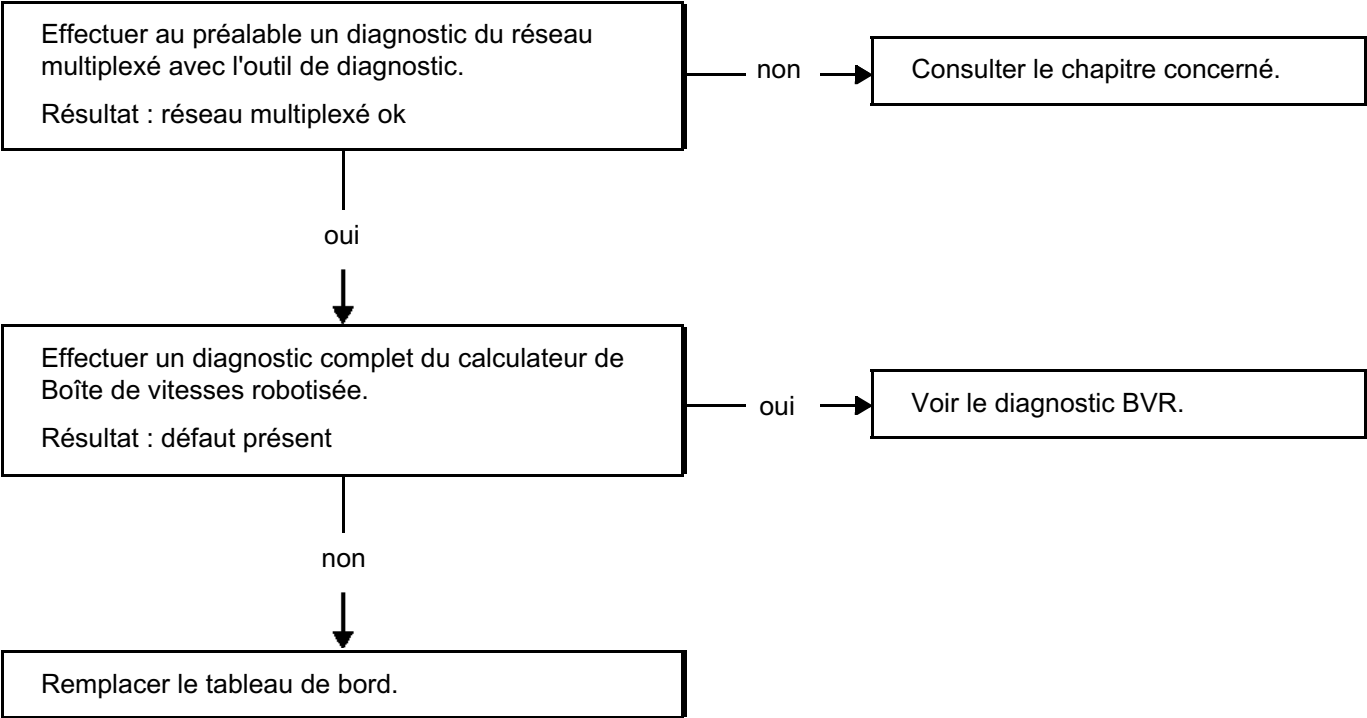 Effectuer au préalable un diagnostic du réseau
multiplexé avec l'outil de diagnostic.
Résultat : réseau multiplexé ok
non
Consulter le chapitre concerné.
oui
Effectuer un diagnostic complet du calculateur de
Boîte de vitesses robotisée.
Résultat : défaut présent
oui
Voir le diagnostic BVR.
non
Remplacer le tableau de bord.